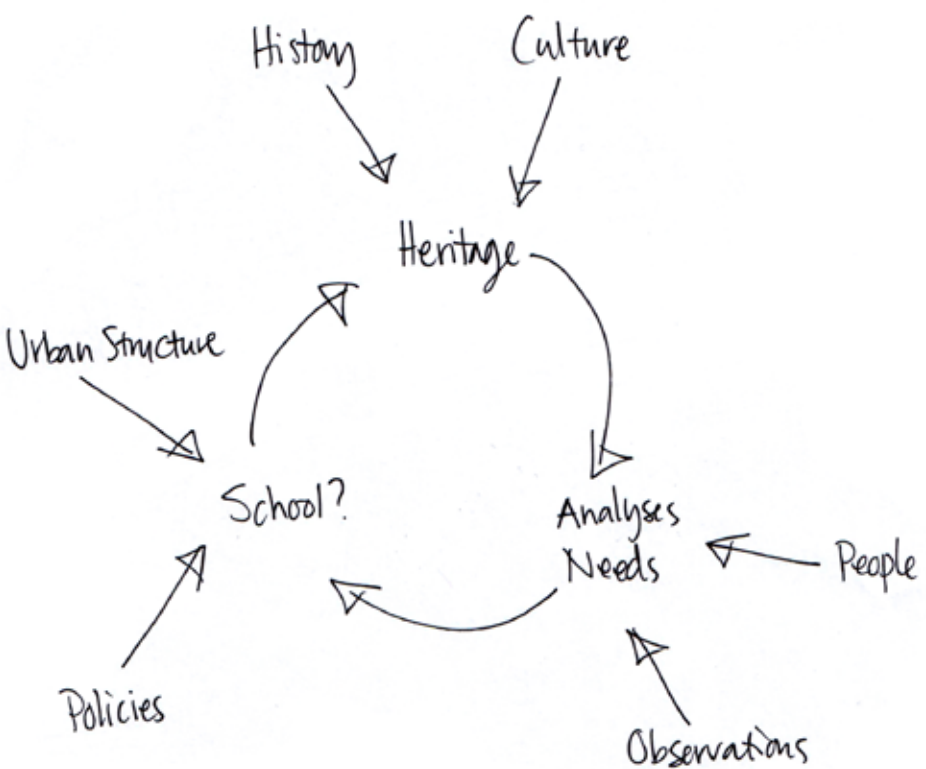 History
Culture
Heritage
Urban Structure
School?
Analyses
Needs
People
Policies
Observations